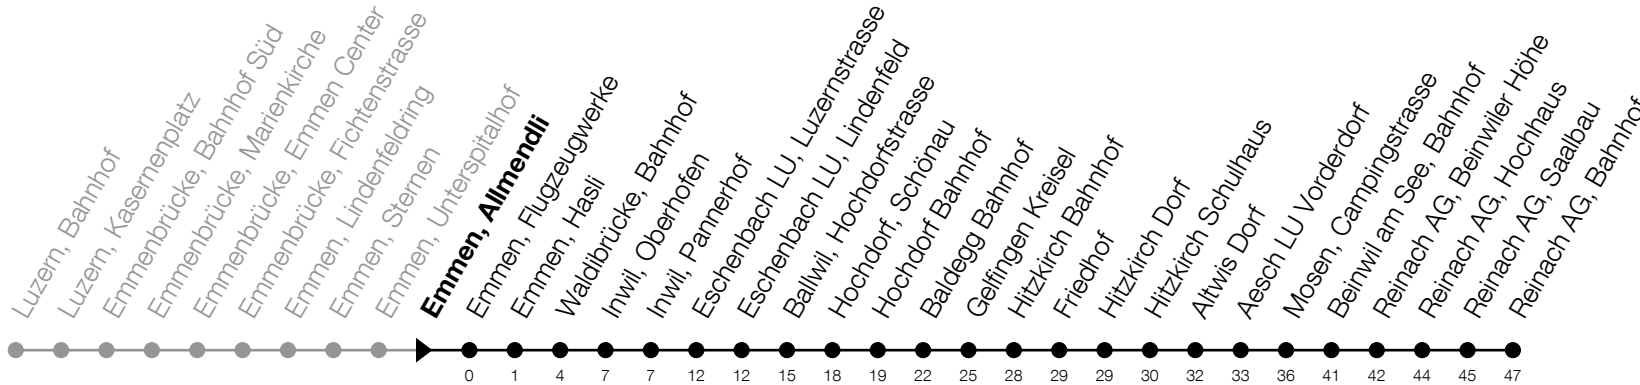 Luzern, Bahnhof
Luzern, Kasernenplatz
Emmenbrücke, Bahnhof Süd
Emmenbrücke, Marienkirche
Emmenbrücke, Emmen Center
Emmenbrücke, Fichtenstrasse
Emmen, Lindenfeldring
Emmen, Sternen
Emmen, Unterspitalhof
Emmen, Allmendli
Emmen, Flugzeugwerke
Emmen, Hasli
Waldibrücke, Bahnhof
Inwil, Oberhofen
Inwil, Pannerhof
Eschenbach LU, Luzernstrasse
Eschenbach LU, Lindenfeld
Ballwil, Hochdorfstrasse
Hochdorf, Schönau
Hochdorf Bahnhof
Baldegg Bahnhof
Gelfingen Kreisel
Hitzkirch Bahnhof
Friedhof
Hitzkirch Dorf
Hitzkirch Schulhaus
Altwis Dorf
Aesch LU Vorderdorf
Mosen, Campingstrasse
Beinwil am See, Bahnhof
Reinach AG, Beinwiler Höhe
Reinach AG, Hochhaus
Reinach AG, Saalbau
Reinach AG, Bahnhof
0 1 4 7 7 12 12 15 18 19 22 25 28 29 29 30 32 33 36 41 42 44 45 47